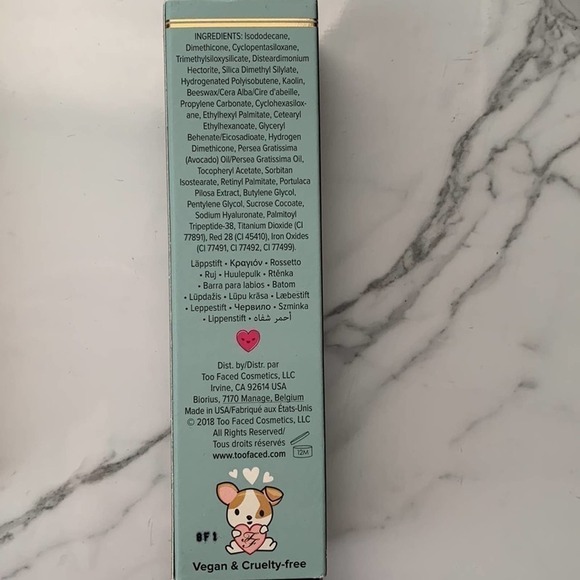 INGREDIENTS: Isododecane,
Dimethicone, Cyclopentasiloxane,
Trimethylsiloxysilicate, Disteardimonium
Hectorite, Silica Dimethyl Silylate,
Hydrogenated Polyisobutene, Kaolin,
Beeswax/Cera Alba/Cire d'abeille,
Propylene Carbonate, Cyclohexasilox-
ane, Ethylhexyl Palmitate, Cetearyl
Ethylhexanoate, Glyceryl
Behenate/Eicosadioate, Hydrogen
Dimethicone, Persea Gratissima
(Avocado) Oil/Persea Gratissima Oil,
Tocopheryl Acetate, Sorbitan
Isostearate, Retinyl Palmitate, Portulaca
Pilosa Extract, Butylene Glycol,
Pentylene Glycol, Sucrose Cocoate,
Sodium Hyaluronate, Palmitoyl
Tripeptide-38, Titanium Dioxide (CI
77891), Red 28 (CI 45410), Iron Oxides
(CI 77491, CI 77492, CI 77499).
Läppstift • Κραγιόν • Rossetto
• Ruj • Huulepulk • Rtěnka
• Barra para labios • Batom
• Lūpdažis • Lūpu krāsa • Læbestift
• Leppestift • Червило • Szminka
• Lippenstift • أحمر شفاه
Dist. by/Distr. par
Too Faced Cosmetics, LLC
Irvine, CA 92614 USA
Biorius, 7170 Manage, Belgium
Made in USA/Fabriqué aux États-Unis
© 2018 Too Faced Cosmetics, LLC
All Rights Reserved/
Tous droits réservés
12M
www.toofaced.com
TF
8F1
Vegan & Cruelty-free